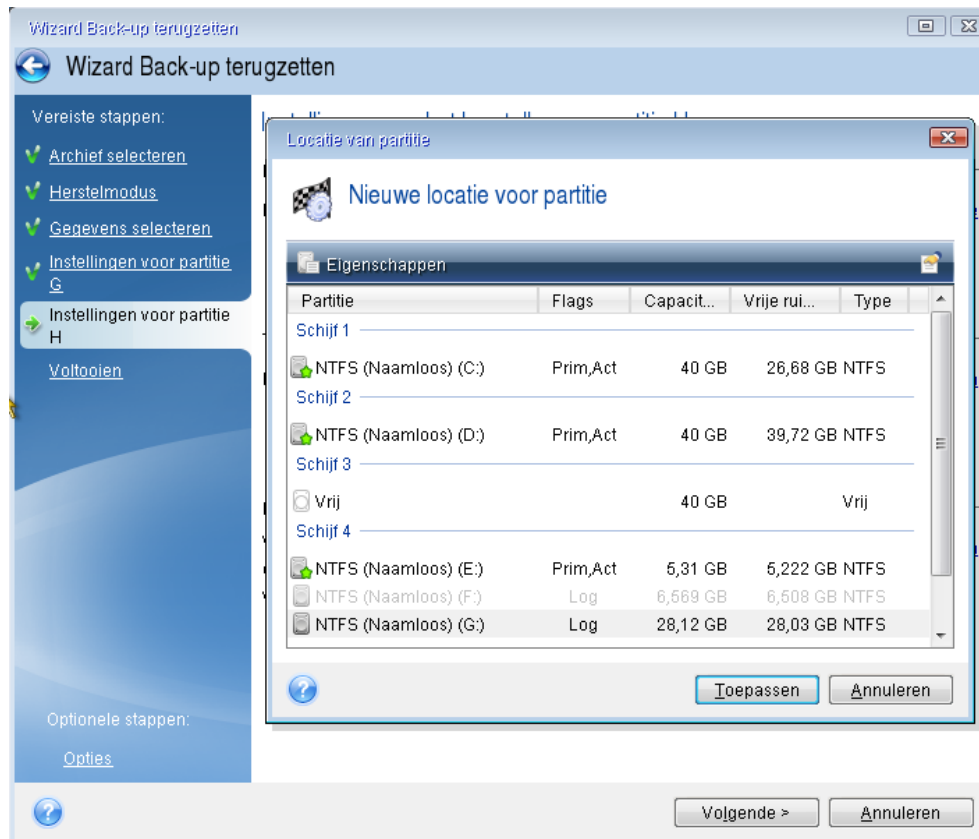 Wizard Back-up terugzetten
Wizard Back-up terugzetten
Vereiste stappen:
Archief selecteren
Herstelmodus
Gegevens selecteren
Instellingen voor partitie
G
Instellingen voor partitie
H
Voltooien
Optionele stappen:
Opties
Locatie van partitie
Nieuwe locatie voor partitie
Eigenschappen
Partitie Flags Capacit... Vrije rui... Type
Schijf 1
NTFS (Naamloos) (C:) Prim,Act 40 GB 26,68 GB NTFS
Schijf 2
NTFS (Naamloos) (D:) Prim,Act 40 GB 39,72 GB NTFS
Schijf 3
Vrij 40 GB Vrij
Schijf 4
NTFS (Naamloos) (E:) Prim,Act 5,31 GB 5,222 GB NTFS
NTFS (Naamloos) (F:) Log 6,569 GB 6,508 GB NTFS
NTFS (Naamloos) (G:) Log 28,12 GB 28,03 GB NTFS
Toepassen Annuleren
Volgende > Annuleren